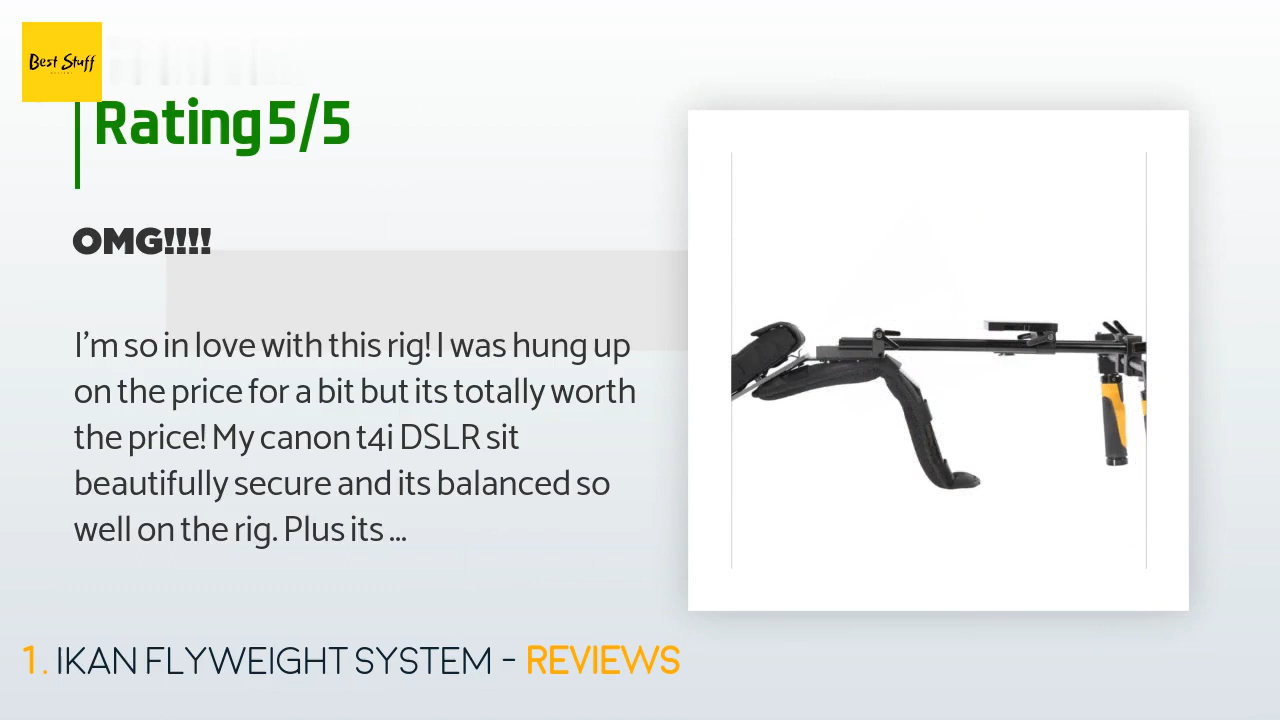 Best Stuff
Rating 5/5
OMG!!!!
I'm so in love with this rig! I was hung up
on the price for a bit but its totally worth
the price! My canon t4i DSLR sit
beautifully secure and its balanced so
well on the rig. Plus its ...
1. IKAN FLYWEIGHT SYSTEM - REVIEWS